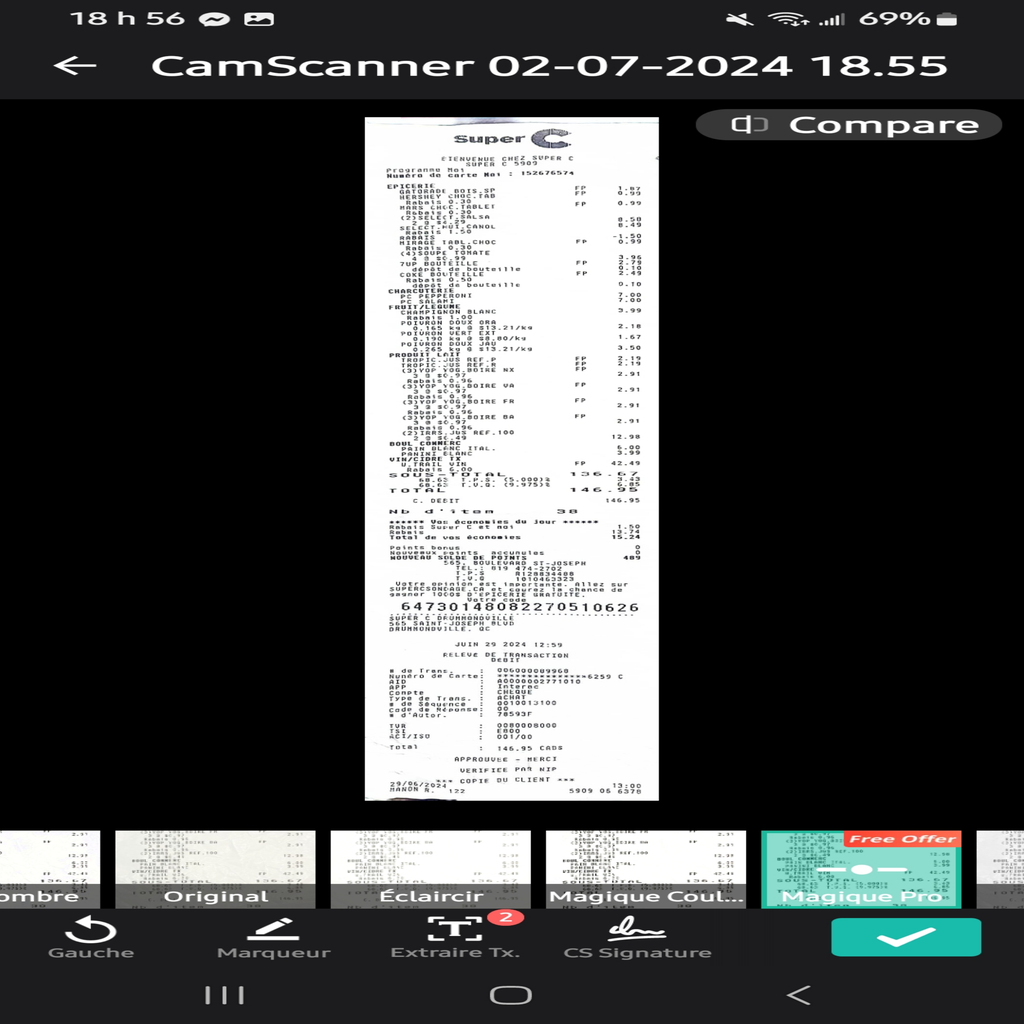 18 h 56
69%
CamScanner 02-07-2024 18.55
Compare
super C
BIENVENUE CHEZ SUPER C
SUPER C 5909
Programme Moi
Numéro de carte Moi : 152676574
EPICERIE
GATORADE BOIS.SP FP 1.87
HERSHEY CHOC.TAB FP 0.99
Rabais 0.30
MARS CHOC.TABLET FP 0.99
Rabais 0.30
(2)SELECT.SALSA 8.58
2 @ $4.29
SELECT.HUI.CANOL 8.49
Rabais 1.50
RABAIS -1.50
MIRAGE TABL.CHOC FP 0.99
Rabais 0.30
(4)SOUPE TOMATE 3.96
4 @ $0.99
7UP BOUTEILLE FP 2.79
dépôt de bouteille 0.10
COKE BOUTEILLE FP 2.49
Rabais 0.50
dépôt de bouteille 0.10
CHARCUTERIE
PC PEPPERONI 7.00
PC SALAMI 7.00
FRUIT/LEGUME
CHAMPIGNON BLANC 3.99
Rabais 1.00
POIVRON DOUX ORA
0.165 kg @ $13.21/kg 2.18
POIVRON VERT EXT
0.190 kg @ $8.80/kg 1.67
POIVRON DOUX JAU
0.265 kg @ $13.21/kg 3.50
PRODUIT LAIT
TROPIC.JUS REF.P FP 2.19
TROPIC.JUS REF.R FP 2.19
(3)YOP YOG.BOIRE NX FP 2.91
3 @ $0.97
Rabais 0.96
(3)YOP YOG.BOIRE VA FP 2.91
3 @ $0.97
Rabais 0.96
(3)YOP YOG.BOIRE FR FP 2.91
3 @ $0.97
Rabais 0.96
(3)YOP YOG.BOIRE BA FP 2.91
3 @ $0.97
Rabais 0.96
(2)IRRS.JUS REF.100 12.98
2 @ $6.49
BOUL COMMERC
PAIN BLANC ITAL. 6.00
PANINI BLANC 3.99
VIN/CIDRE TX
U.TRAIL VIN FP 42.49
Rabais 6.00
SOUS-TOTAL 136.67
68.63 T.P.S. (5.000)% 3.43
68.63 T.V.Q. (9.975)% 6.85
TOTAL 146.95
C. DEBIT 146.95
Nb d'item 38
****** Vos économies du Jour ******
Rabais Super C et moi 1.50
Rabais 13.74
Total de vos économies 15.24
Points bonus 0
Nouveaux points accumulés 0
NOUVEAU SOLDE DE POINTS 489
565, BOULEVARD ST-JOSEPH
TEL.: 819 474-2702
T.P.S R128834408
T.V.Q 1010463323
Votre opinion est importante. Allez sur
SUPERCSONDAGE.CA et courez la chance de
gagner 1000$ D'EPICERIE GRATUITE.
Votre code
64730148082270510626
SUPER C DRUMMONDVILLE
565 SAINT-JOSEPH BLVD
DRUMMONDVILLE, QC
JUIN 29 2024 12:59
RELEVE DE TRANSACTION
DEBIT
# de Trans. : 006000009960
Numéro de Carte: ****************6259 C
AID : A0000002771010
APP : Interac
Compte : CHEQUE
Type de Trans. : ACHAT
# de Séquence : 0010013100
Code de Réponse: 00
# d'Autor. : 78593F
TVR : 0080008000
TSI : E800
ACI/ISO : 001/00
Total : 146.95 CAD$
APPROUVEE - MERCI
VERIFIEE PAR NIP
*** COPIE DU CLIENT ***
29/06/2024 13:00
MANON R. 122 5909 06 6378
ombre
Original
Éclaircir
Magique Coul...
Free Offer
Magique Pro
Gauche
Marqueur
Extraire Tx.
2
CS Signature